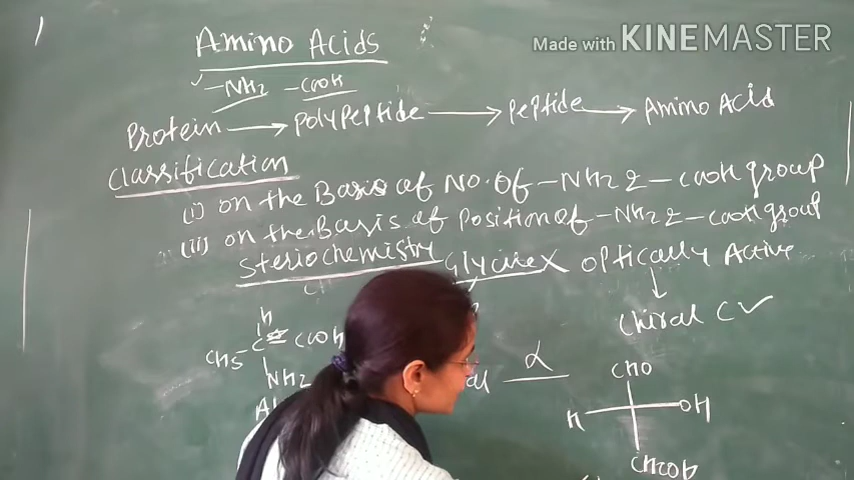 Made with KINEMASTER
Amino Acids
-NH2 -COOH
Protein → Polypeptide → Peptide → Amino Acid
Classification
(i) on the Basis of No. of -NH2 & -COOH group
(ii) on the Basis of Position of -NH2 & -COOH group
Steriochemistry Glycine X optically Active
↓
Chiral C ✓
H
CH3 - C - COOH
NH2
α
CHO
H OH
CH2OH